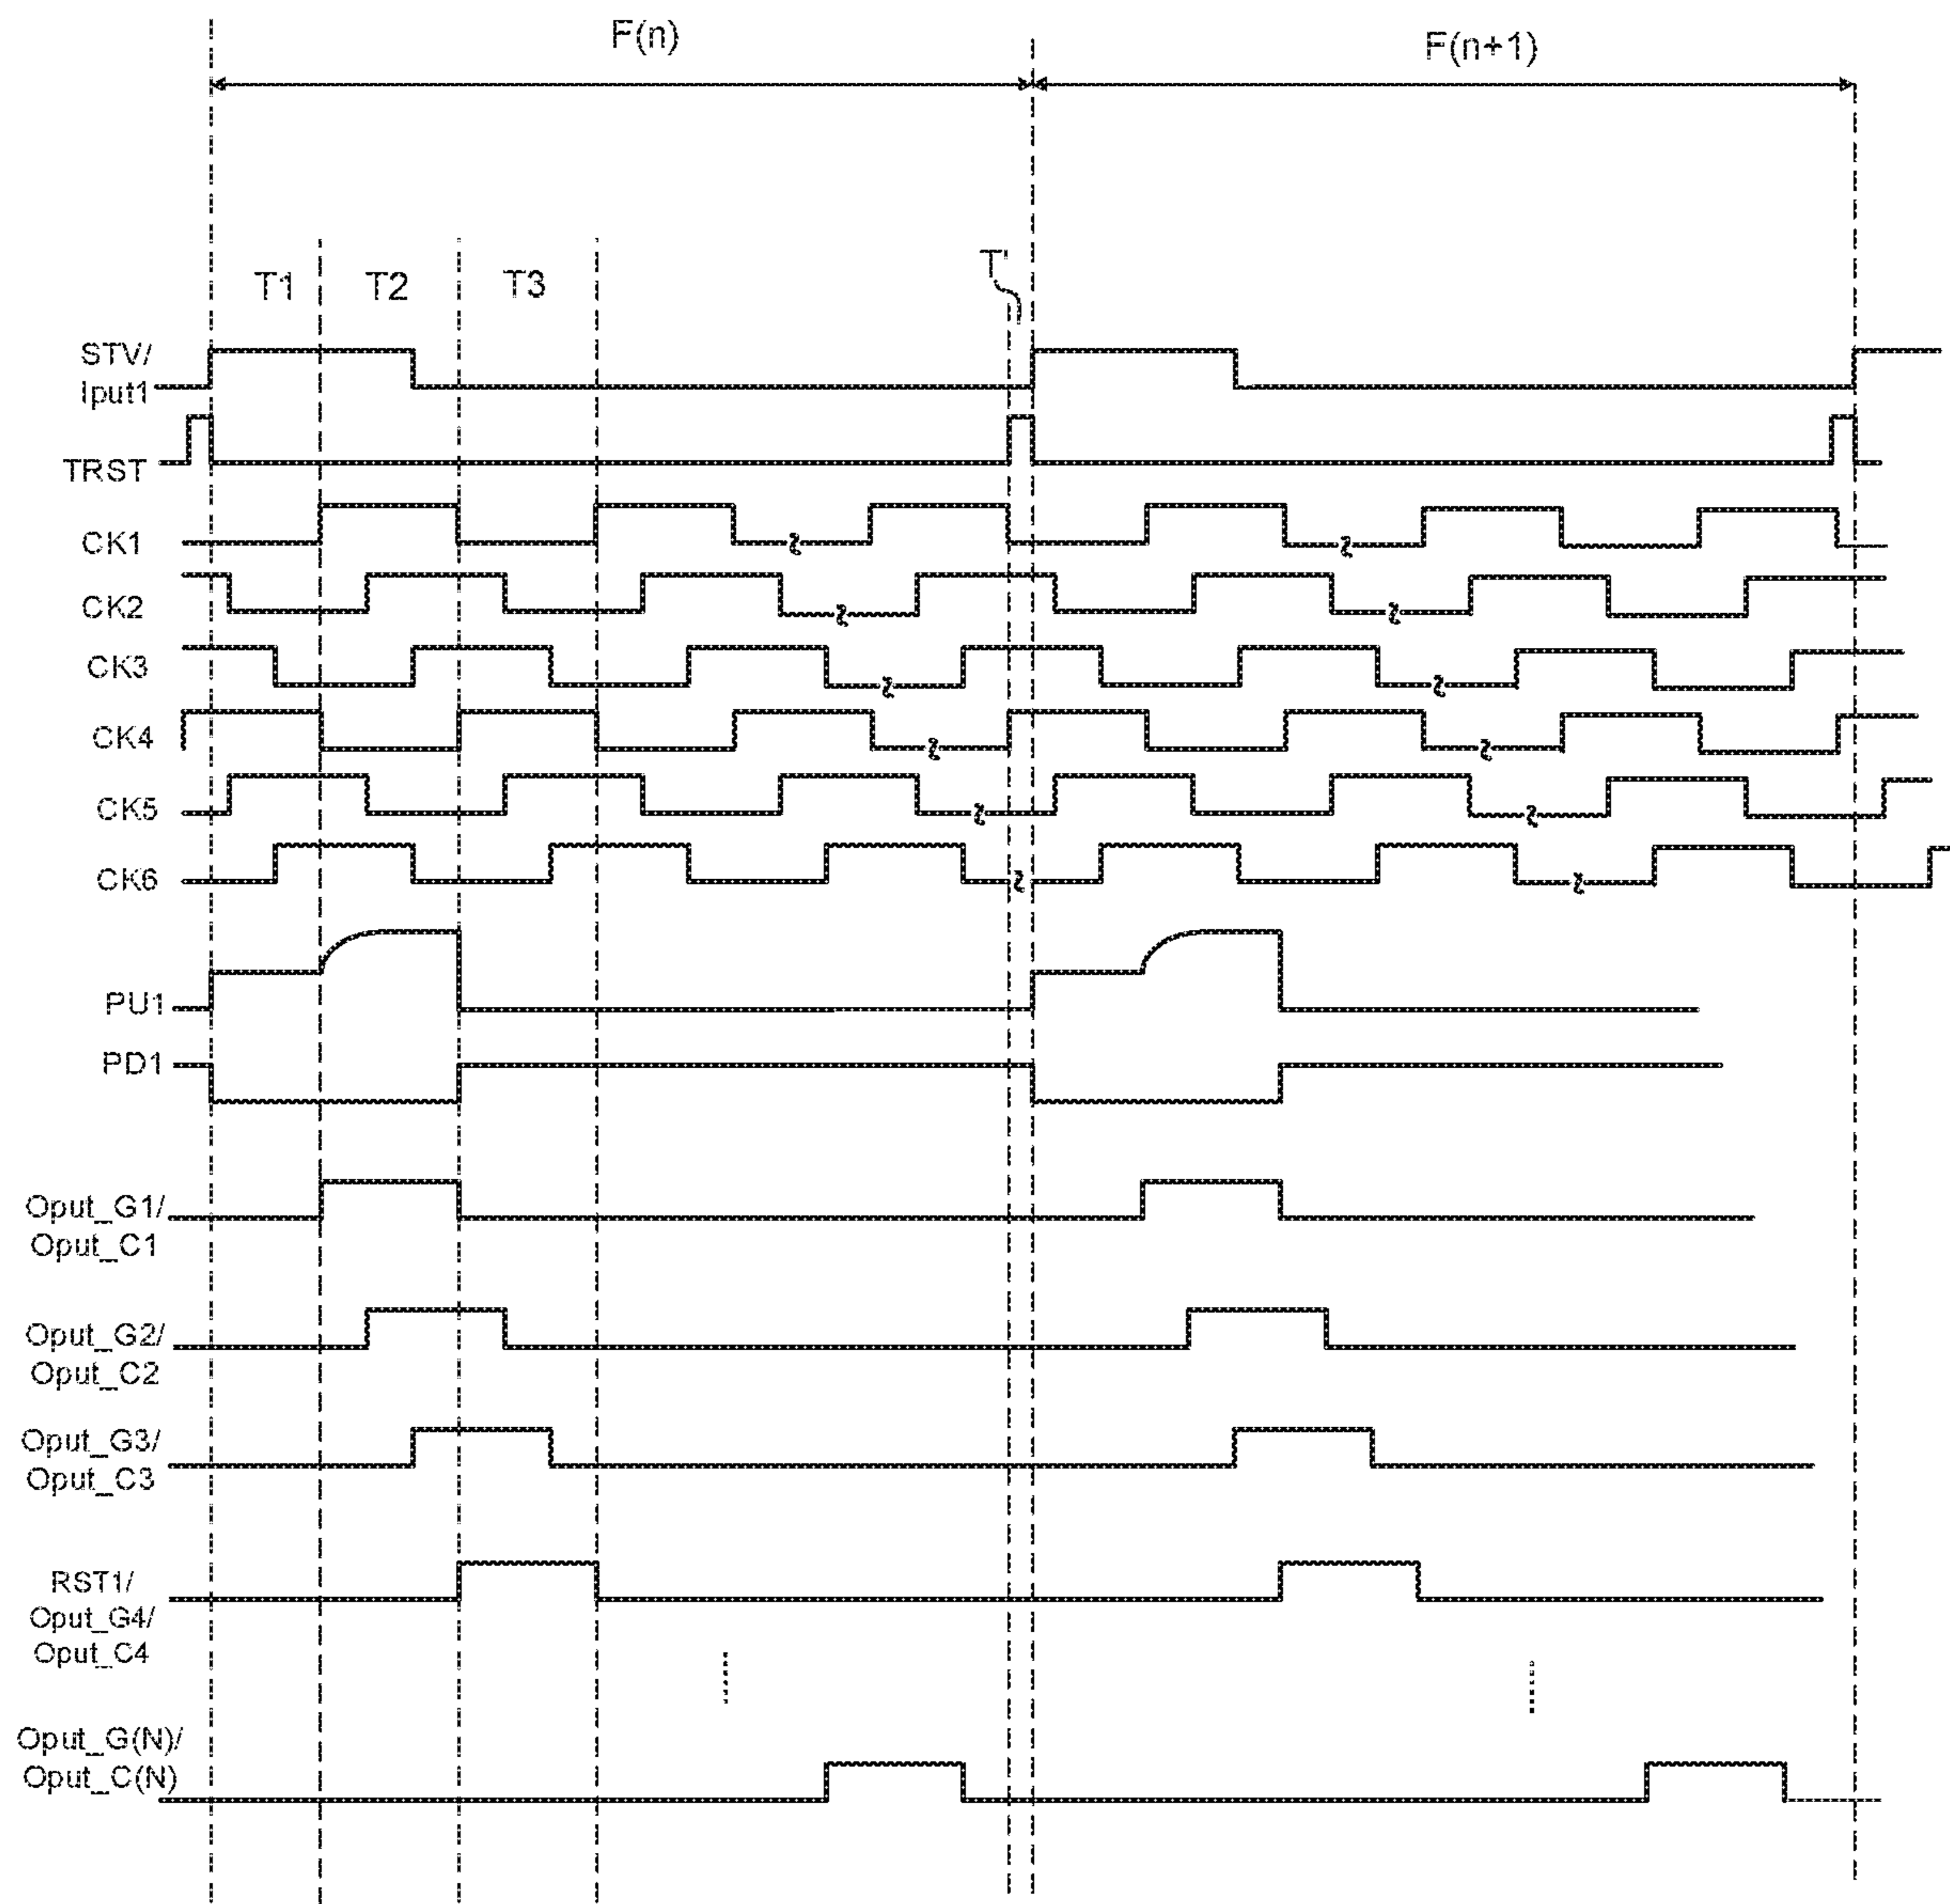 F(n)
F(n+1)
T1
T2
T3
T'
STV/
Iput1
TRST
CK1
CK2
CK3
CK4
CK5
CK6
PU1
PD1
Oput_G1/
Oput_C1
Oput_G2/
Oput_C2
Oput_G3/
Oput_C3
RST1/
Oput_G4/
Oput_C4
Oput_G(N)/
Oput_C(N)